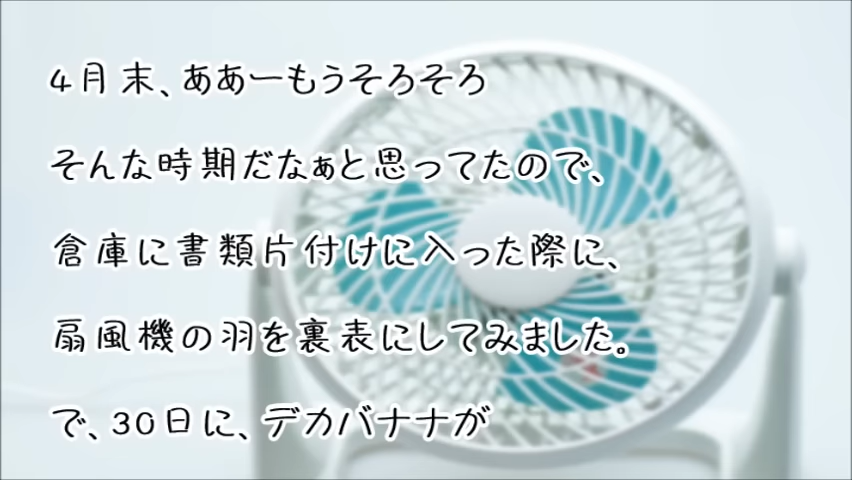 4月末、ああーもうそろそろ
そんな時期だなぁと思ってたので、
倉庫に書類片付けに入った際に、
扇風機の羽を裏表にしてみました。
で、30日に、デカバナナが